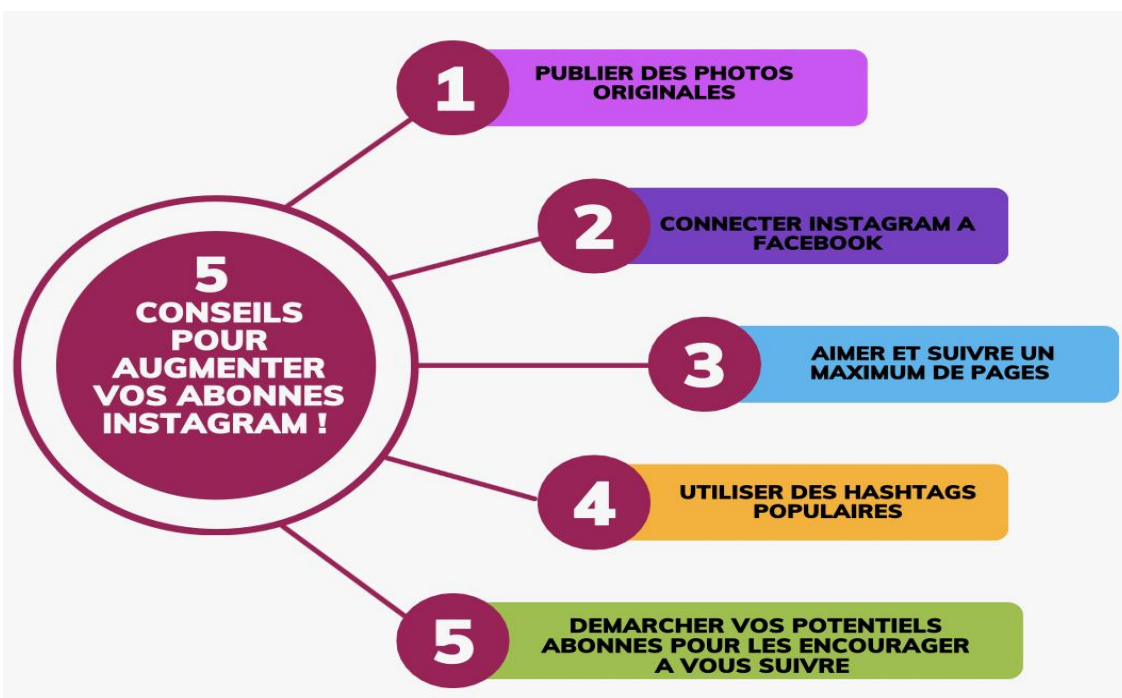 5
CONSEILS
POUR
AUGMENTER
VOS ABONNES
INSTAGRAM !
1
PUBLIER DES PHOTOS
ORIGINALES
2
CONNECTER INSTAGRAM A
FACEBOOK
3
AIMER ET SUIVRE UN
MAXIMUM DE PAGES
4
UTILISER DES HASHTAGS
POPULAIRES
5
DEMARCHER VOS POTENTIELS
ABONNES POUR LES ENCOURAGER
A VOUS SUIVRE